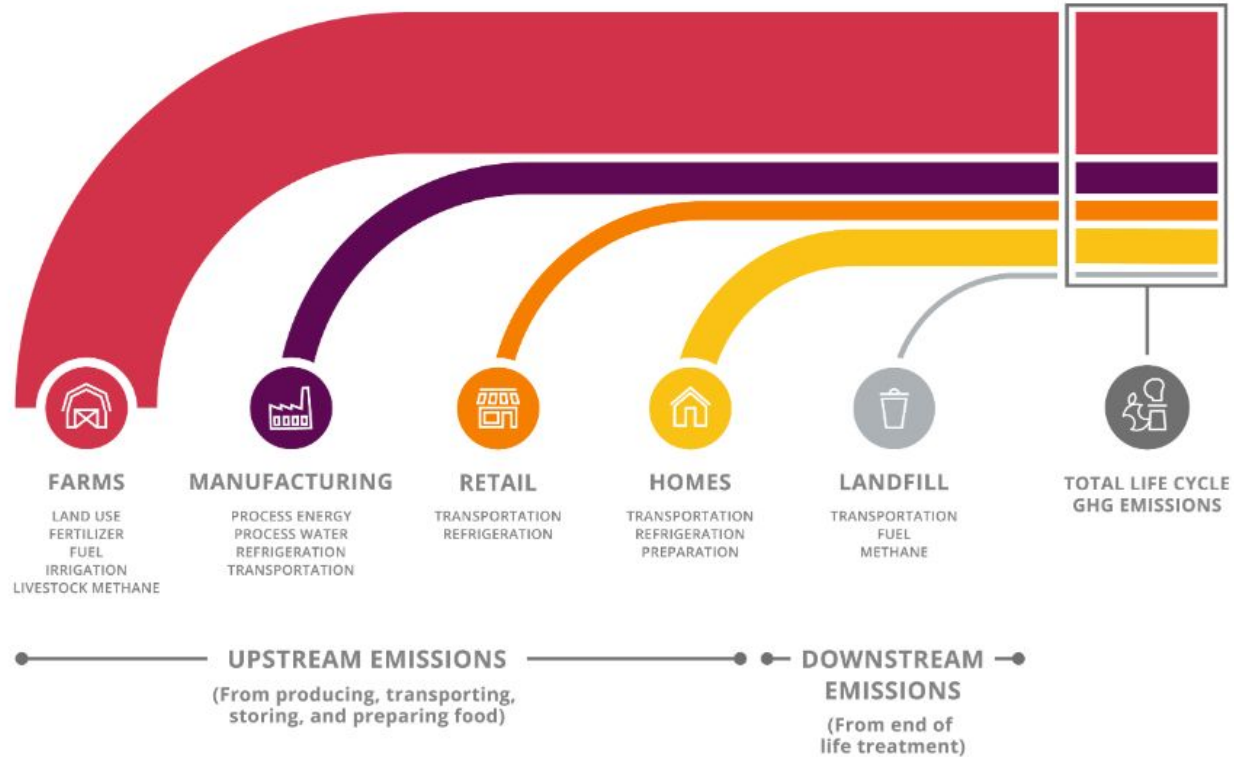 FARMS
LAND USE
FERTILIZER
FUEL
IRRIGATION
LIVESTOCK METHANE
MANUFACTURING
PROCESS ENERGY
PROCESS WATER
REFRIGERATION
TRANSPORTATION
RETAIL
TRANSPORTATION
REFRIGERATION
HOMES
TRANSPORTATION
REFRIGERATION
PREPARATION
LANDFILL
TRANSPORTATION
FUEL
METHANE
TOTAL LIFE CYCLE
GHG EMISSIONS
UPSTREAM EMISSIONS
(From producing, transporting,
storing, and preparing food)
DOWNSTREAM
EMISSIONS
(From end of
life treatment)